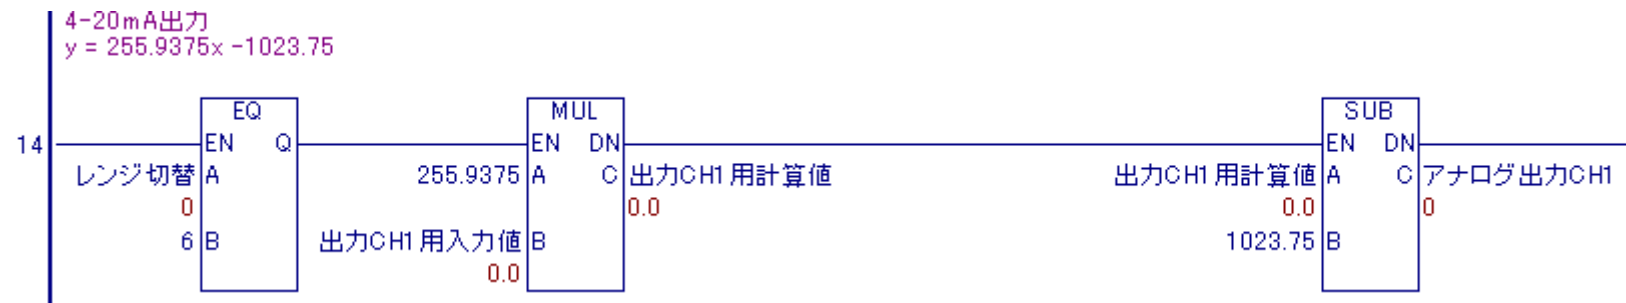 4-20mA出力
y = 255.9375x -1023.75
EQ MUL SUB
14 EN Q EN DN EN DN
レンジ切替 A 255.9375 A C 出力CH1用計算値 出力CH1用計算値 A C アナログ出力CH1
0 0.0 0.0 0
6 B 出力CH1用入力値 B 1023.75 B
0.0